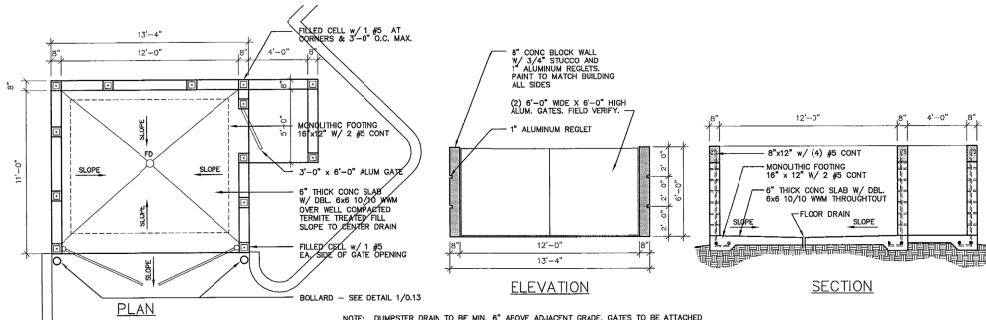 13'-4"
8"
12'-0"
8"
4'-0"
8"
8"
11'-0"
8"
5'-0"
SLOPE
FD
SLOPE
SLOPE
SLOPE
SLOPE
FILLED CELL w/ 1 #5 AT
CORNERS & 3'-0" O.C. MAX.
MONOLITHIC FOOTING
16"x12" W/ 2 #5 CONT
3'-0" x 6'-0" ALUM GATE
6" THICK CONC SLAB
W/ DBL. 6x6 10/10 WWM
OVER WELL COMPACTED
TERMITE TREATED FILL
SLOPE TO CENTER DRAIN
FILLED CELL w/ 1 #5
EA. SIDE OF GATE OPENING
BOLLARD - SEE DETAIL 1/0.13
PLAN
8" CONC BLOCK WALL
W/ 3/4" STUCCO AND
1" ALUMINUM REGLETS.
PAINT TO MATCH BUILDING
ALL SIDES
(2) 6'-0" WIDE X 6'-0" HIGH
ALUM. GATES. FIELD VERIFY.
1" ALUMINUM REGLET
2'-0"
2'-0"
2'-0"
6'-0"
8"
12'-0"
8"
13'-4"
ELEVATION
8"
12'-0"
8"
4'-0"
8"
8"x12" w/ (4) #5 CONT
MONOLITHIC FOOTING
16" x 12" W/ 2 #5 CONT
6" THICK CONC SLAB W/ DBL.
6x6 10/10 WWM THROUGHTOUT
SLOPE
FLOOR DRAIN
SLOPE
SECTION
NOTE: DUMPSTER DRAIN TO BE MIN. 6" ABOVE ADJACENT GRADE. GATES TO BE ATTACHED